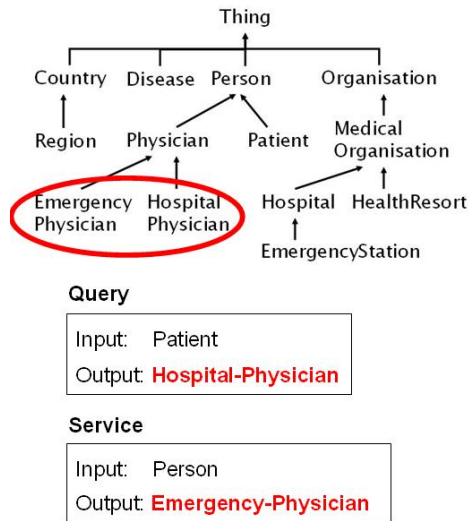 Thing
Country Disease Person Organisation
Region Physician Patient Medical
Organisation
Emergency Hospital Hospital HealthResort
Physician Physician
EmergencyStation
Query
Input: Patient
Output: Hospital-Physician
Service
Input: Person
Output: Emergency-Physician